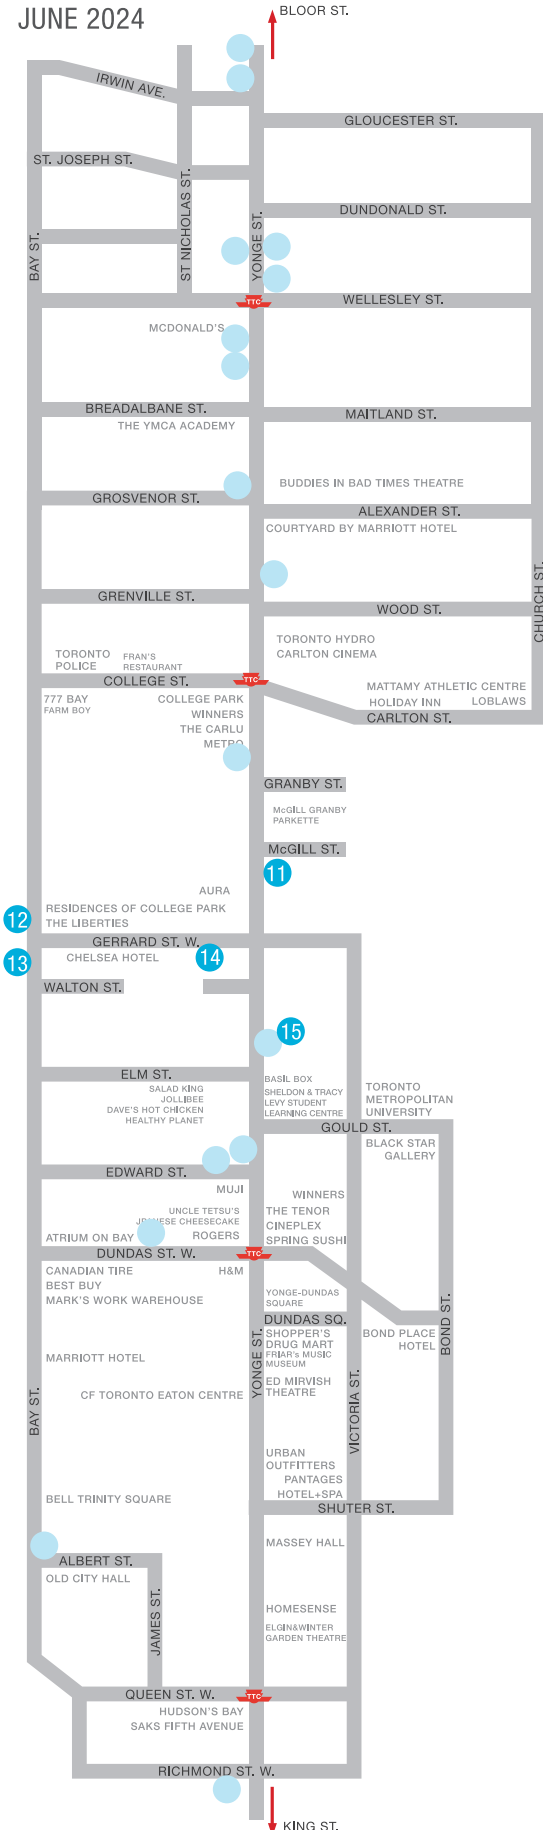 JUNE 2024
BLOOR ST.
IRWIN AVE.
GLOUCESTER ST.
ST. JOSEPH ST.
ST NICHOLAS ST.
DUNDONALD ST.
BAY ST.
YONGE ST.
TTC
WELLESLEY ST.
MCDONALD'S
BREADALBANE ST.
MAITLAND ST.
THE YMCA ACADEMY
BUDDIES IN BAD TIMES THEATRE
GROSVENOR ST.
ALEXANDER ST.
COURTYARD BY MARRIOTT HOTEL
CHURCH ST.
GRENVILLE ST.
WOOD ST.
TORONTO HYDRO
CARLTON CINEMA
TORONTO
POLICE
FRAN'S
RESTAURANT
COLLEGE ST.
TTC
MATTAMY ATHLETIC CENTRE
HOLIDAY INN
LOBLAWS
CARLTON ST.
777 BAY
FARM BOY
COLLEGE PARK
WINNERS
THE CARLU
METRO
GRANBY ST.
McGILL GRANBY
PARKETTE
McGILL ST.
11
AURA
12
RESIDENCES OF COLLEGE PARK
THE LIBERTIES
GERRARD ST. W.
13
CHELSEA HOTEL
14
WALTON ST.
15
ELM ST.
BASIL BOX
SHELDON & TRACY
LEVY STUDENT
LEARNING CENTRE
SALAD KING
JOLLIBEE
DAVE'S HOT CHICKEN
HEALTHY PLANET
TORONTO
METROPOLITAN
UNIVERSITY
GOULD ST.
BLACK STAR
GALLERY
EDWARD ST.
MUJI
WINNERS
UNCLE TETSU'S
CHEESECAKE
ROGERS
THE TENOR
CINEPLEX
SPRING SUSHI
ATRIUM ON BAY
DUNDAS ST. W.
TTC
CANADIAN TIRE
BEST BUY
MARK'S WORK WAREHOUSE
H&M
YONGE-DUNDAS
SQUARE
DUNDAS SQ.
SHOPPER'S
DRUG MART
FRIAR's MUSIC
MUSEUM
BOND PLACE
HOTEL
BOND ST.
MARRIOTT HOTEL
ED MIRVISH
THEATRE
CF TORONTO EATON CENTRE
YONGE ST.
VICTORIA ST.
BAY ST.
URBAN
OUTFITTERS
PANTAGES
HOTEL+SPA
BELL TRINITY SQUARE
SHUTER ST.
MASSEY HALL
ALBERT ST.
OLD CITY HALL
JAMES ST.
HOMESENSE
ELGIN&WINTER
GARDEN THEATRE
QUEEN ST. W.
TTC
HUDSON'S BAY
SAKS FIFTH AVENUE
RICHMOND ST. W.
KING ST.